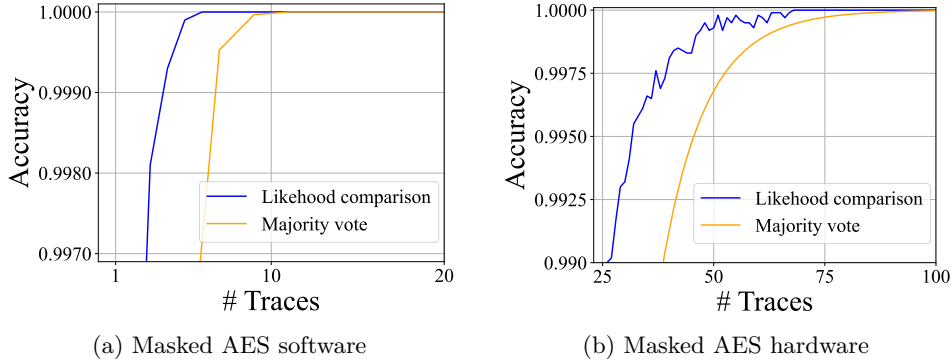 1.0000
0.9990
0.9980
0.9970
Accuracy
Likehood comparison
Majority vote
1 10 20
# Traces
(a) Masked AES software
1.0000
0.9975
0.9950
0.9925
0.990
Accuracy
Likehood comparison
Majority vote
25 50 75 100
# Traces
(b) Masked AES hardware